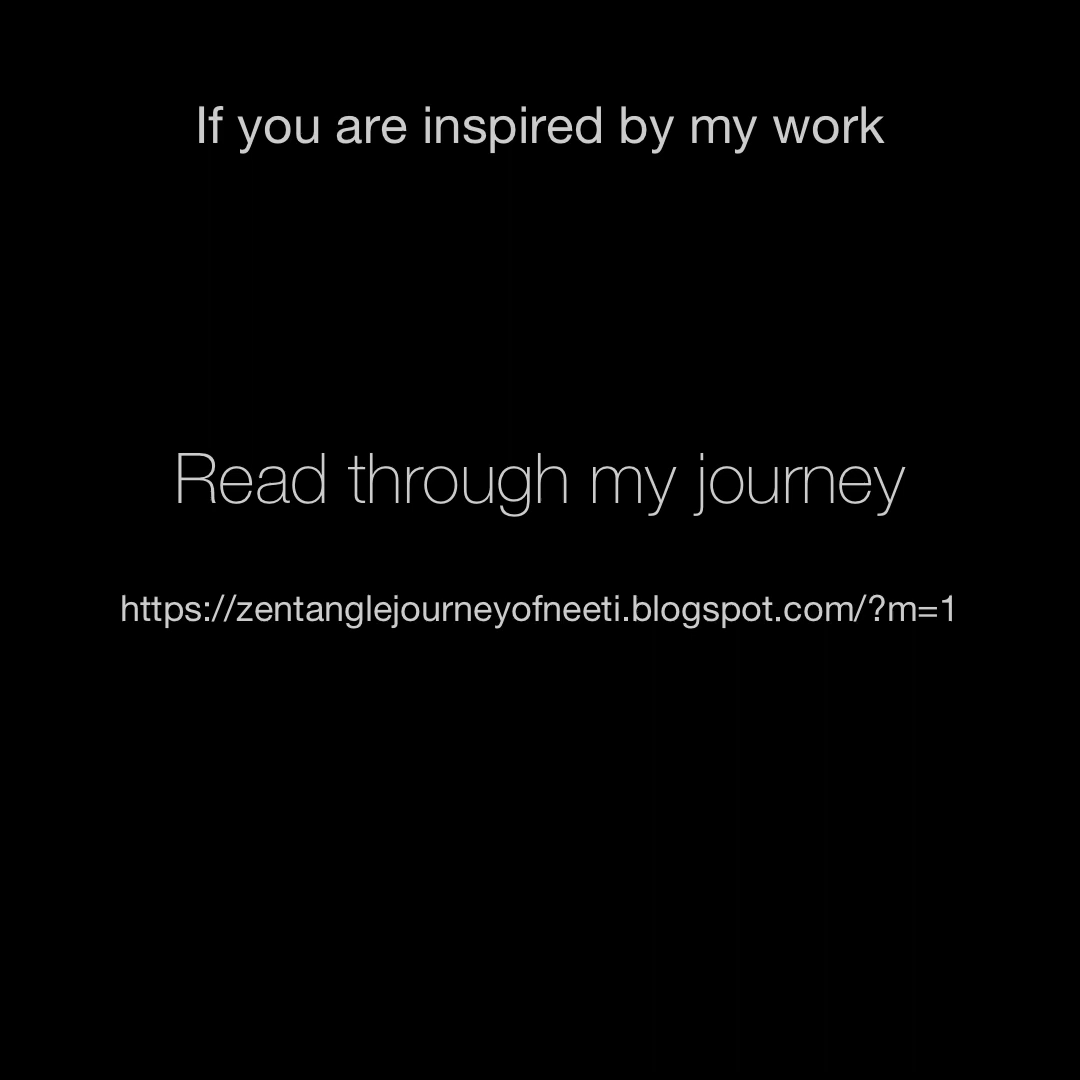 If you are inspired by my work
Read through my journey
https://zentanglejourneyofneeti.blogspot.com/?m=1